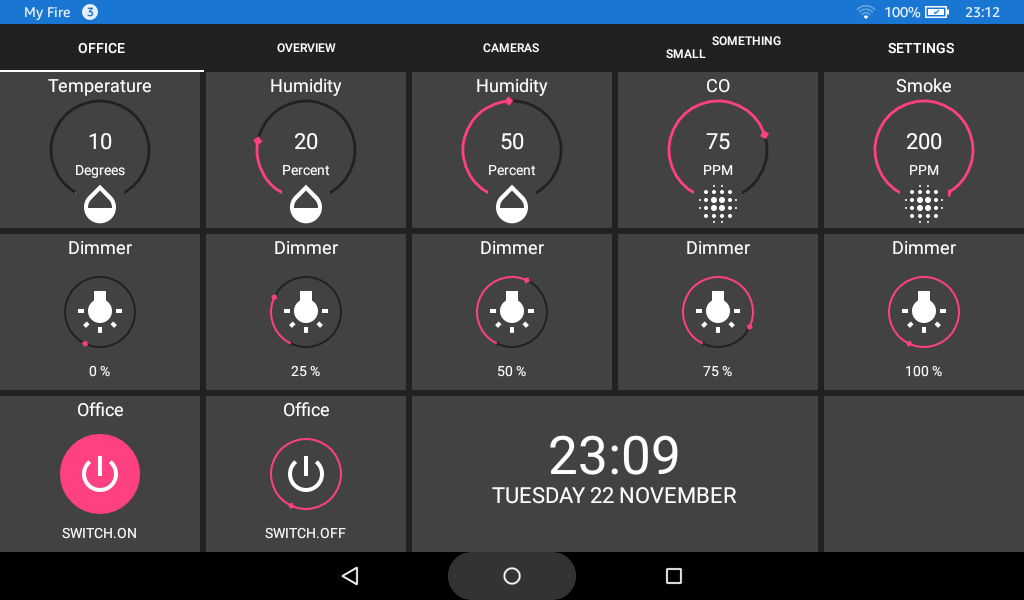 My Fire 3 100% 23:12
OFFICE OVERVIEW CAMERAS SMALL SOMETHING SETTINGS
Temperature Humidity Humidity CO Smoke
10 20 50 75 200
Degrees Percent Percent PPM PPM
Dimmer Dimmer Dimmer Dimmer Dimmer
0 % 25 % 50 % 75 % 100 %
Office Office
23:09
TUESDAY 22 NOVEMBER
SWITCH.ON SWITCH.OFF